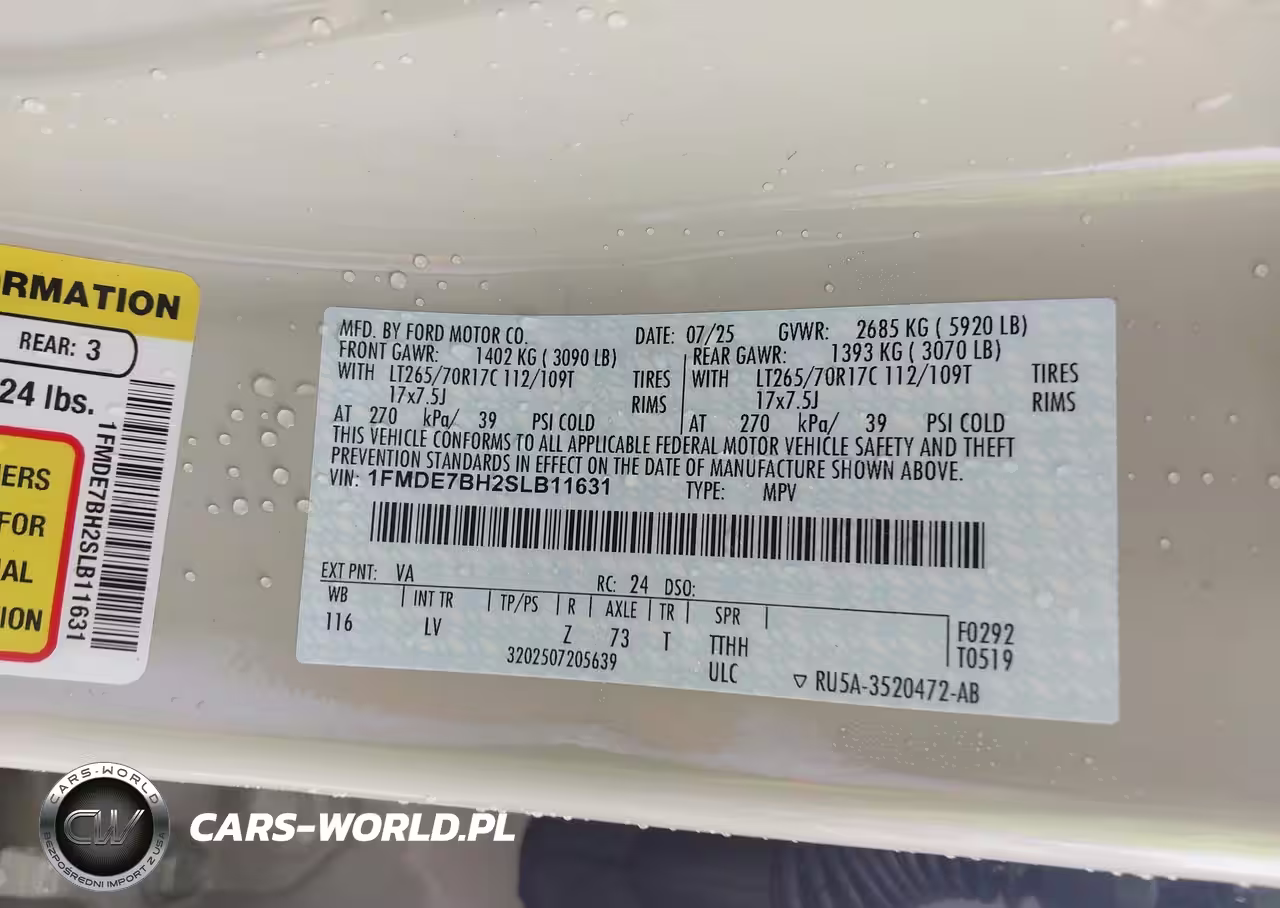 RMATION
REAR: 3
24 lbs.
ERS
FOR
IAL
ION
1FMDE7BH2SLB11631
MFD. BY FORD MOTOR CO. DATE: 07/25 GVWR: 2685 KG ( 5920 LB)
FRONT GAWR: 1402 KG ( 3090 LB) REAR GAWR: 1393 KG ( 3070 LB)
WITH LT265/70R17C 112/109T TIRES WITH LT265/70R17C 112/109T TIRES
17x7.5J RIMS 17x7.5J RIMS
AT 270 kPa/ 39 PSI COLD AT 270 kPa/ 39 PSI COLD
THIS VEHICLE CONFORMS TO ALL APPLICABLE FEDERAL MOTOR VEHICLE SAFETY AND THEFT
PREVENTION STANDARDS IN EFFECT ON THE DATE OF MANUFACTURE SHOWN ABOVE.
VIN: 1FMDE7BH2SLB11631 TYPE: MPV
EXT PNT: VA RC: 24 DSO:
WB INT TR TP/PS R AXLE TR SPR
116 LV Z 73 T TTHH F0292
3202507205639 ULC T0519
RU5A-3520472-AB
CARS-WORLD
CW
BEZPOŚREDNI IMPORT Z USA
CARS-WORLD.PL